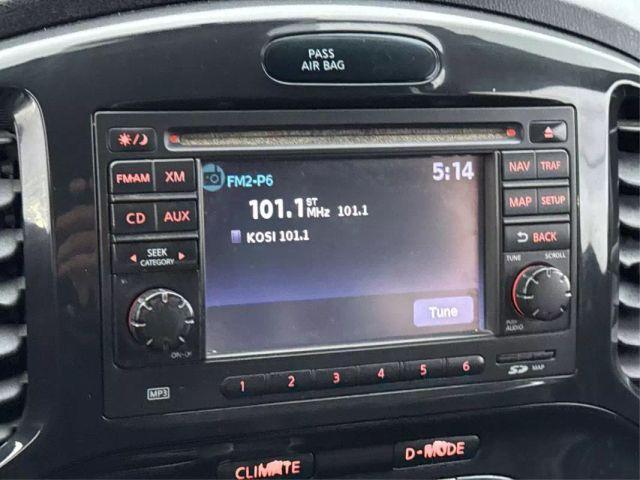 PASS
AIR BAG
FM2-P6 5:14
101.1 ST MHz 101.1
KOSI 101.1
Tune
FM·AM XM
CD AUX
SEEK
CATEGORY
ON·OFF
MP3
NAV TRAF
MAP SETUP
BACK
TUNE SCROLL
PUSH
AUDIO
1 2 3 4 5 6
SD MAP
CLIMATE
D-MODE